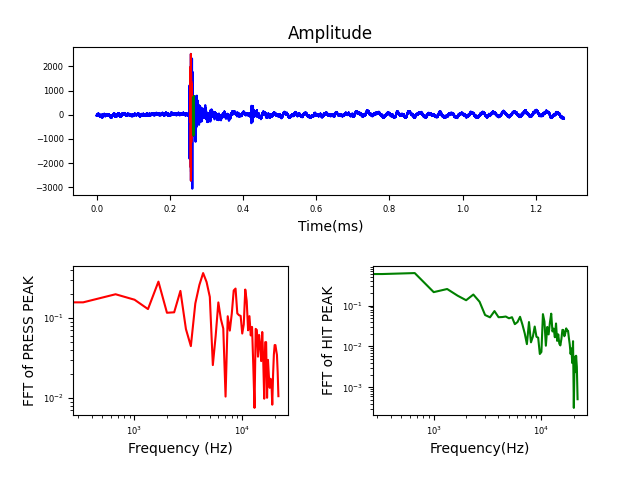 Amplitude
2000
1000
0
−1000
−2000
−3000
0.0 0.2 0.4 0.6 0.8 1.0 1.2
Time(ms)
FFT of PRESS PEAK
10⁻¹
10⁻²
10³ 10⁴
Frequency (Hz)
FFT of HIT PEAK
10⁻¹
10⁻²
10⁻³
10³ 10⁴
Frequency(Hz)